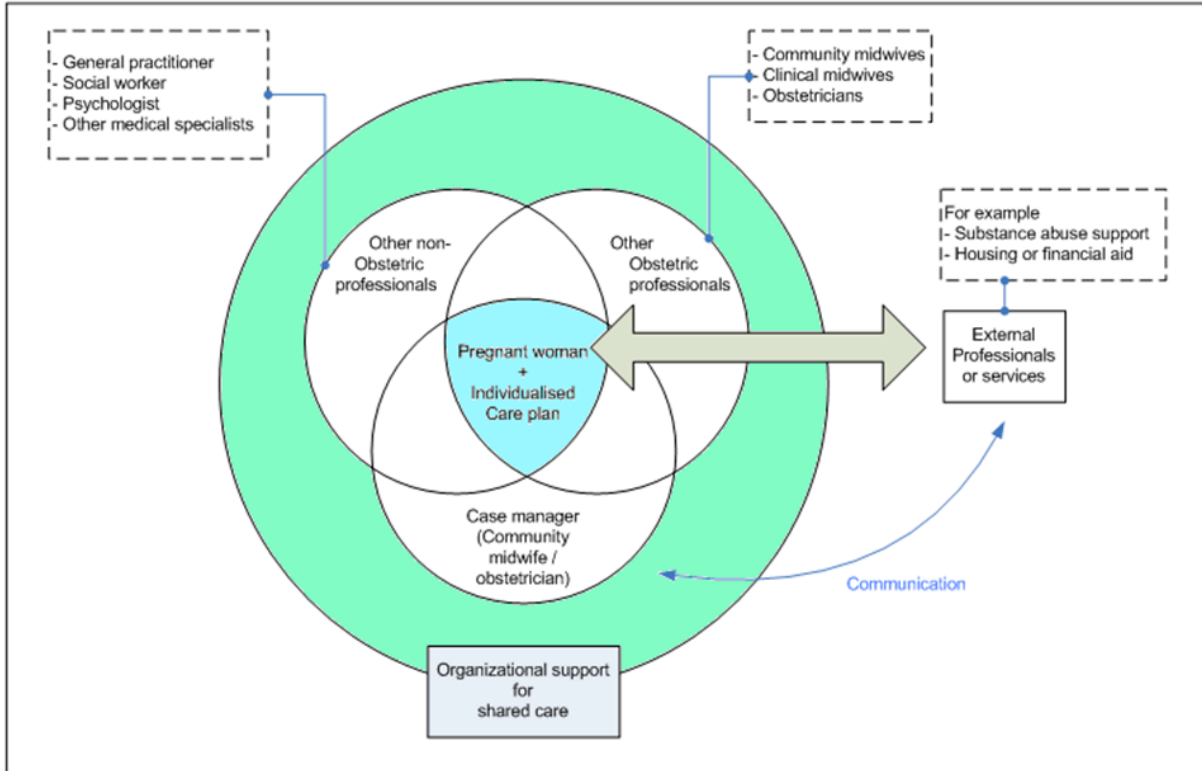 - General practitioner
- Social worker
- Psychologist
- Other medical specialists
- Community midwives
- Clinical midwives
- Obstetricians
For example
- Substance abuse support
- Housing or financial aid
Other non-
Obstetric
professionals
Other
Obstetric
professionals
External
Professionals
or services
Pregnant woman
+
Individualised
Care plan
Case manager
(Community
midwife /
obstetrician)
Communication
Organizational support
for
shared care